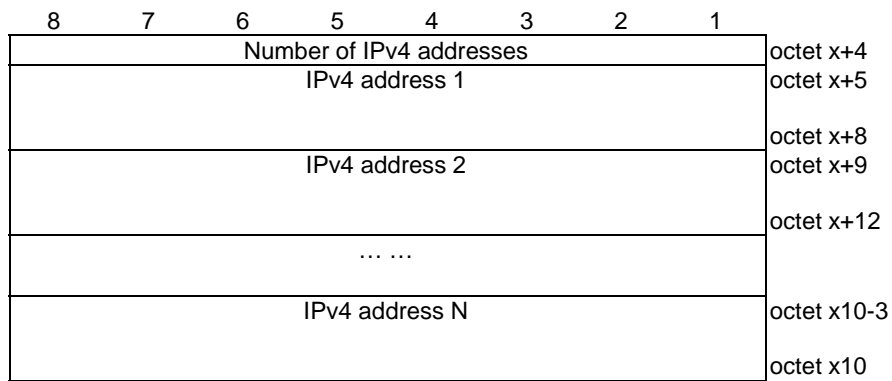 8 7 6 5 4 3 2 1
Number of IPv4 addresses octet x+4
IPv4 address 1 octet x+5
octet x+8
IPv4 address 2 octet x+9
octet x+12
… …
IPv4 address N octet x10-3
octet x10